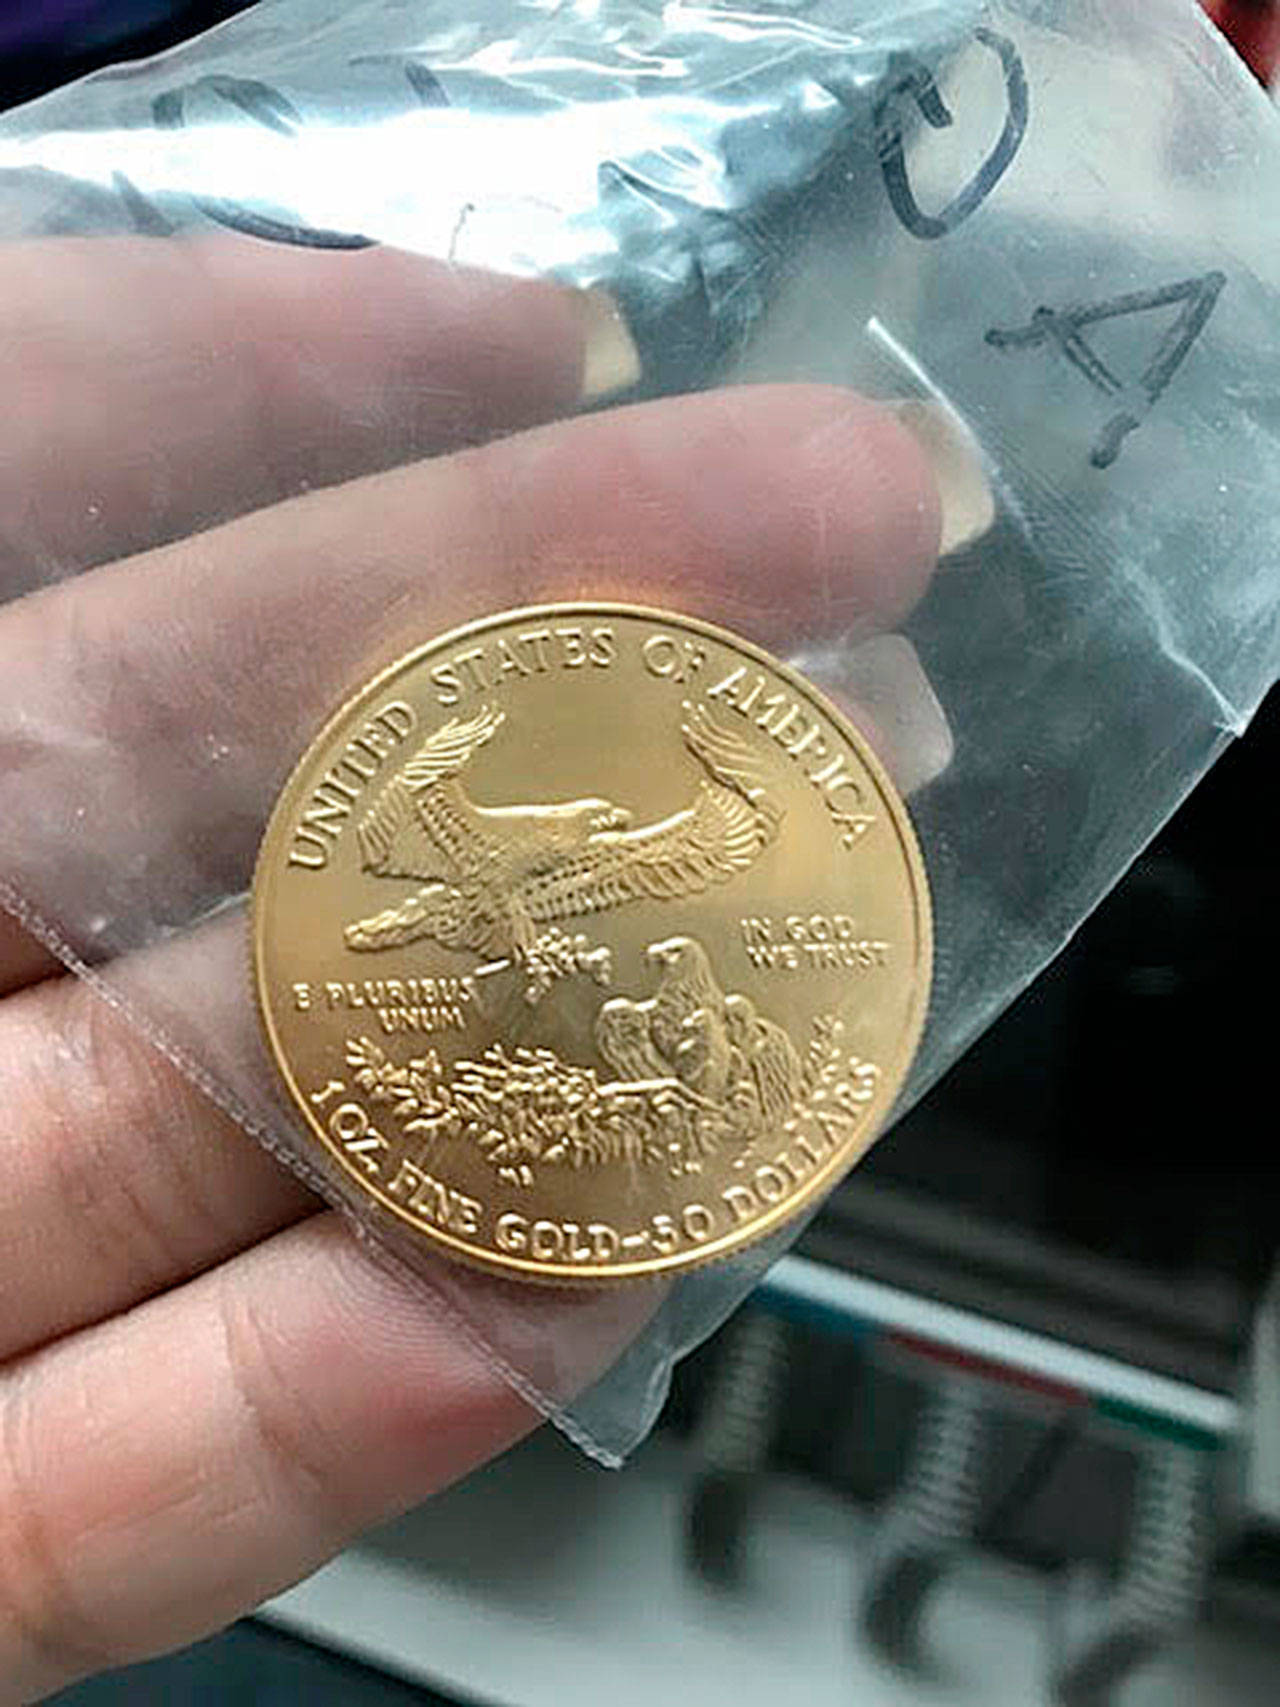 UNITED STATES OF AMERICA
IN GOD
WE TRUST
E PLURIBUS
UNUM
1 OZ. FINE GOLD~50 DOLLARS